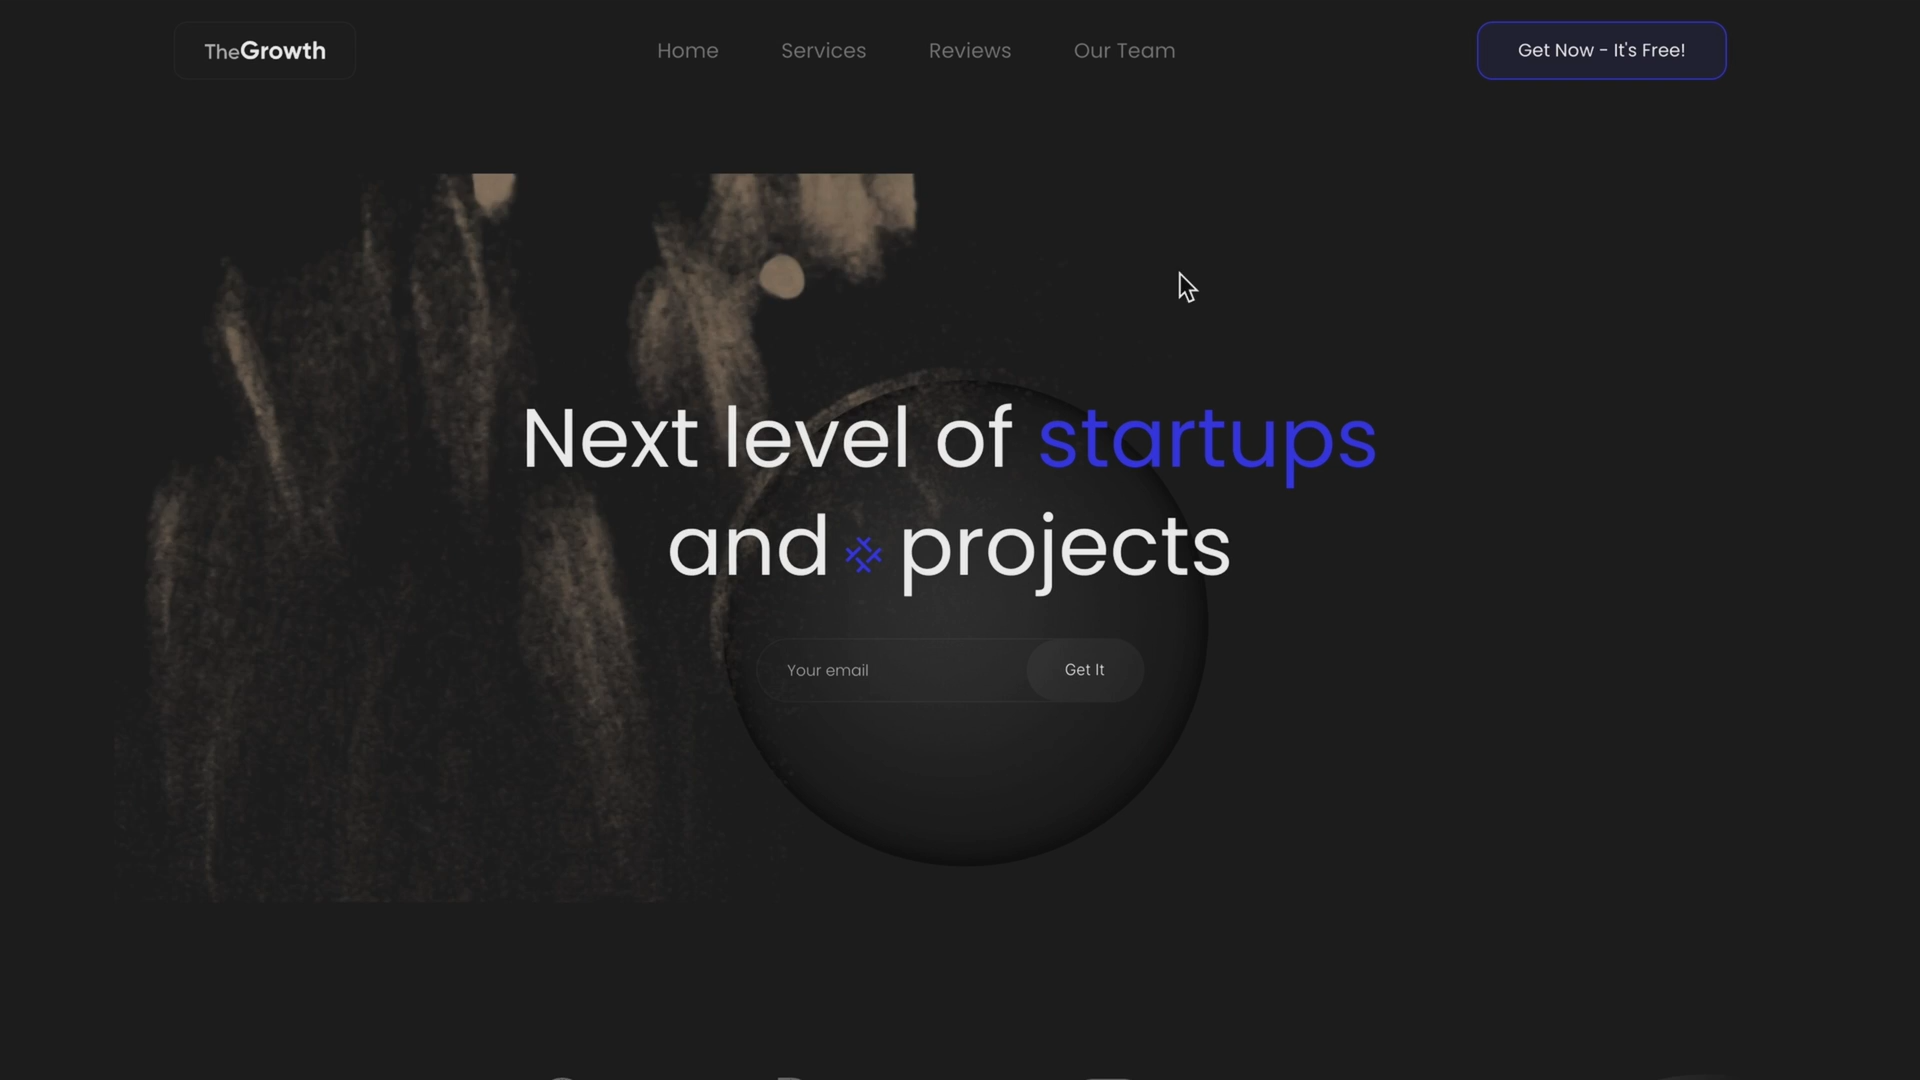 TheGrowth
Home Services Reviews Our Team
Get Now - It's Free!
Next level of startups
and projects
Your email
Get It